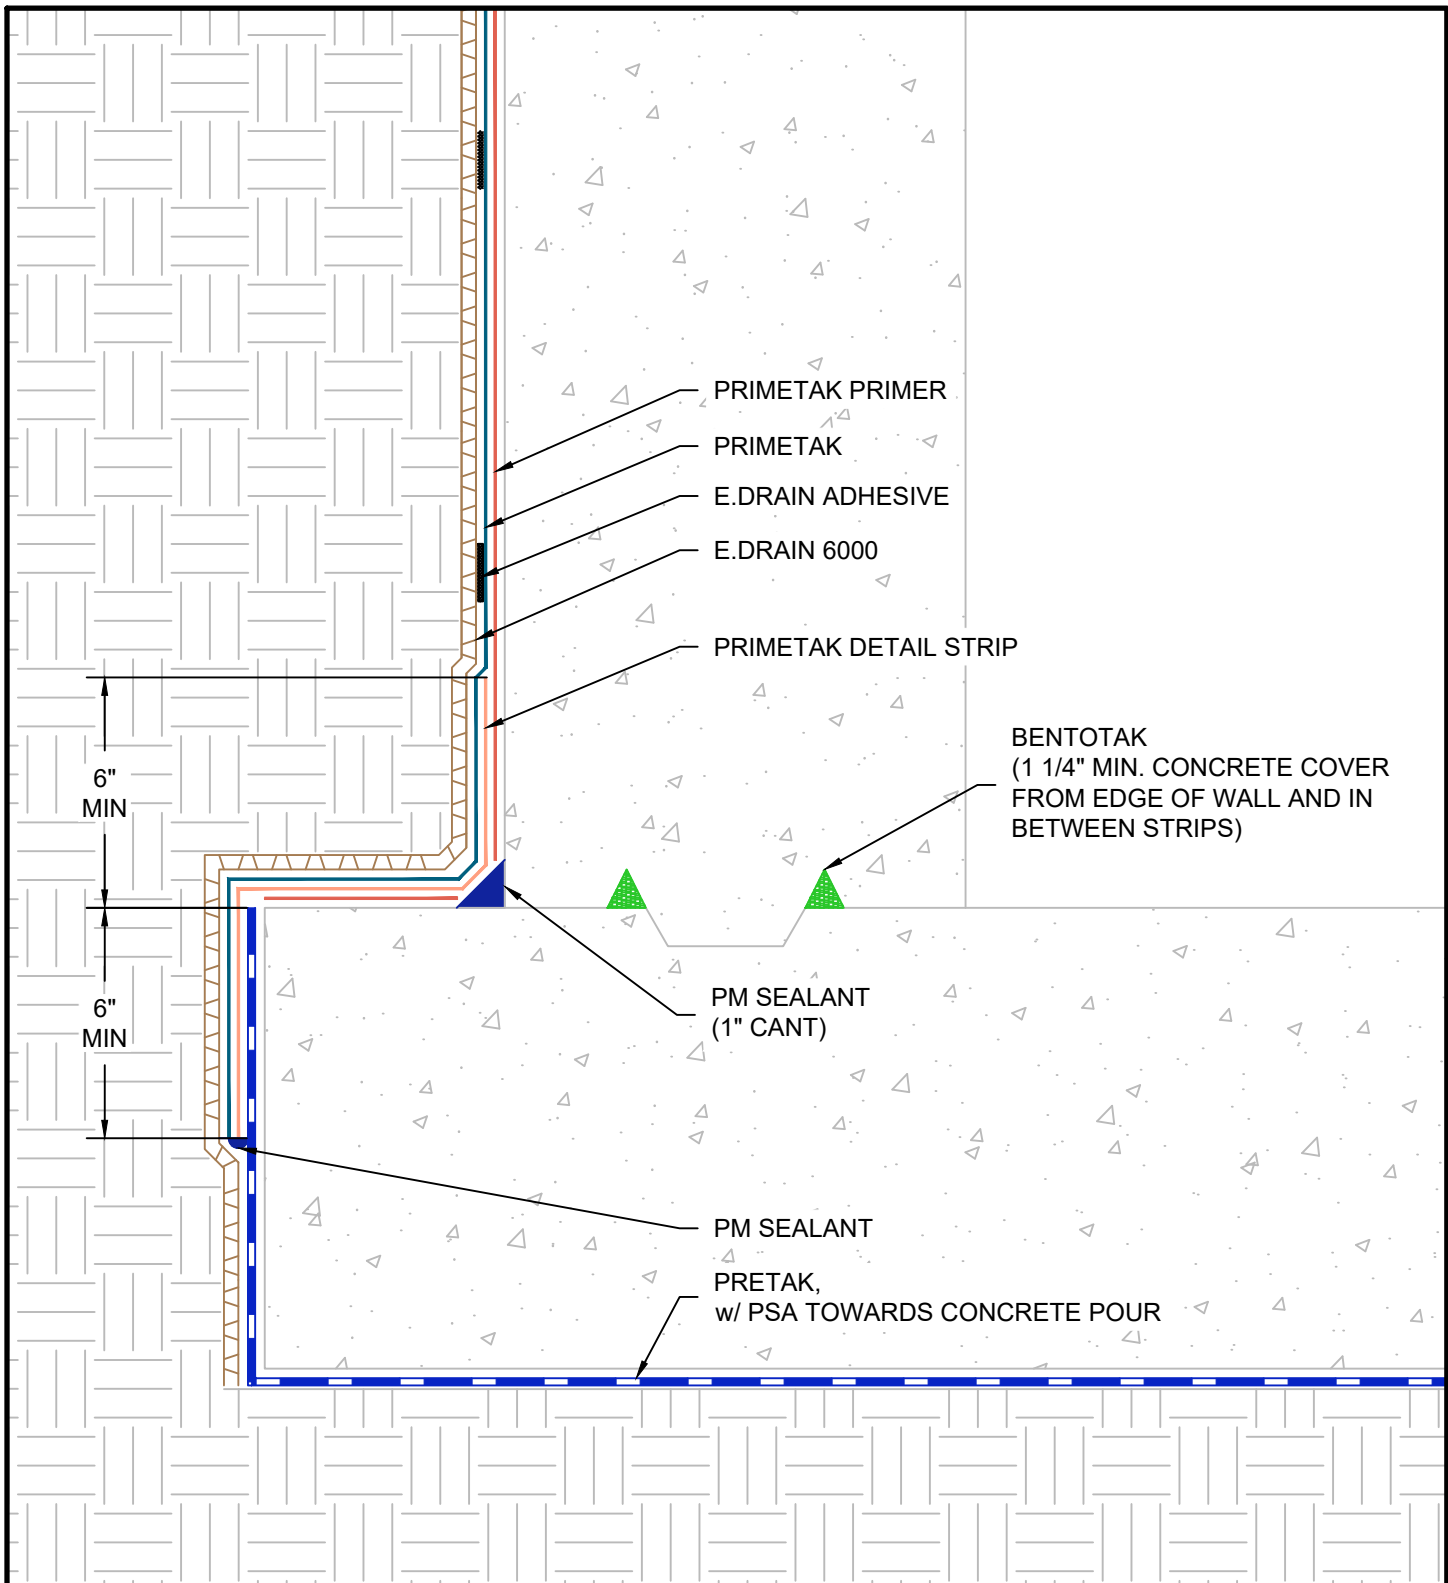 PRIMETAK PRIMER
PRIMETAK
E.DRAIN ADHESIVE
E.DRAIN 6000
PRIMETAK DETAIL STRIP
BENTOTAK
(1 1/4" MIN. CONCRETE COVER
FROM EDGE OF WALL AND IN
BETWEEN STRIPS)
6"
MIN
6"
MIN
PM SEALANT
(1" CANT)
PM SEALANT
PRETAK,
w/ PSA TOWARDS CONCRETE POUR